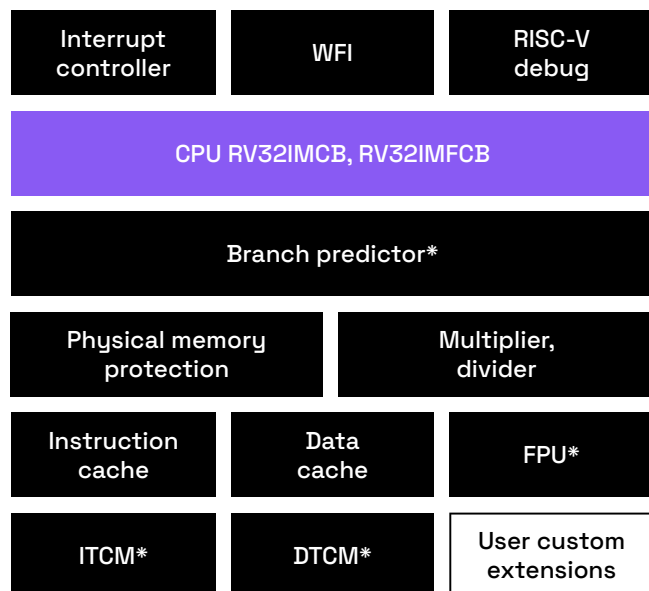 Interrupt
controller
WFI
RISC-V
debug
CPU RV32IMCB, RV32IMFCB
Branch predictor*
Physical memory
protection
Multiplier,
divider
Instruction
cache
Data
cache
FPU*
ITCM*
DTCM*
User custom
extensions